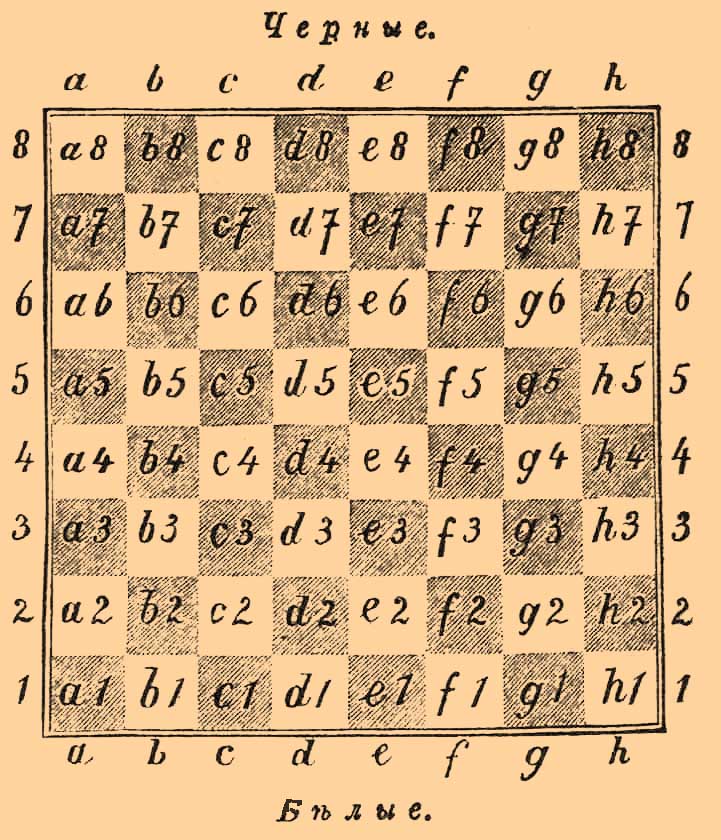 Черные.
a b c d e f g h
8 a8 b8 c8 d8 e8 f8 g8 h8 8
7 a7 b7 c7 d7 e7 f7 g7 h7 7
6 a6 b6 c6 d6 e6 f6 g6 h6 6
5 a5 b5 c5 d5 e5 f5 g5 h5 5
4 a4 b4 c4 d4 e4 f4 g4 h4 4
3 a3 b3 c3 d3 e3 f3 g3 h3 3
2 a2 b2 c2 d2 e2 f2 g2 h2 2
1 a1 b1 c1 d1 e1 f1 g1 h1 1
a b c d e f g h
Бѣлые.